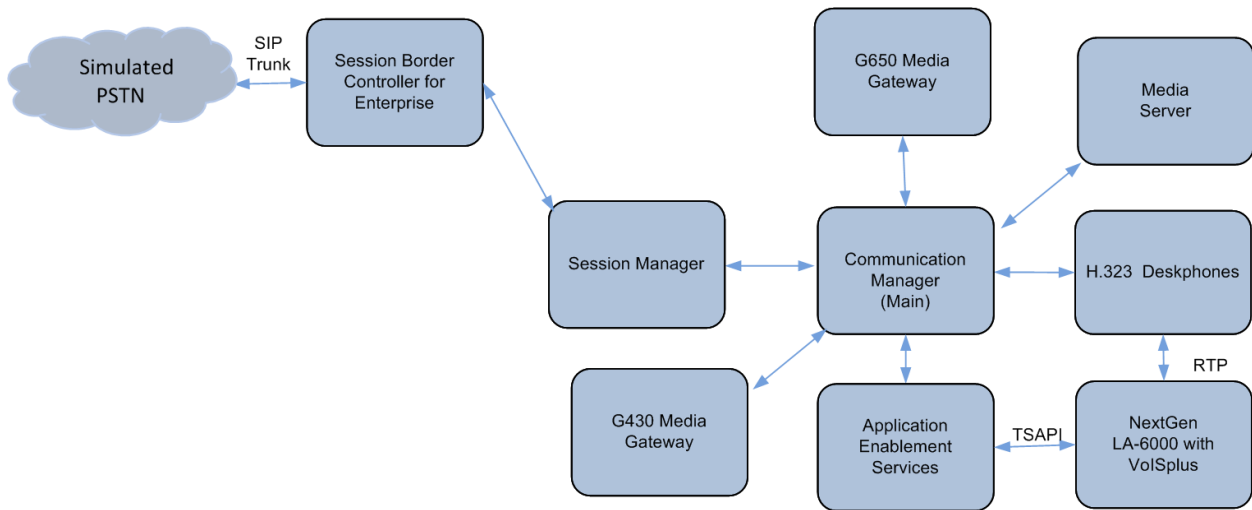 Simulated
PSTN
SIP
Trunk
Session Border
Controller for
Enterprise
G650 Media
Gateway
Media
Server
Session Manager
Communication
Manager
(Main)
H.323 Deskphones
RTP
G430 Media
Gateway
Application
Enablement
Services
TSAPI
NextGen
LA-6000 with
VoISplus